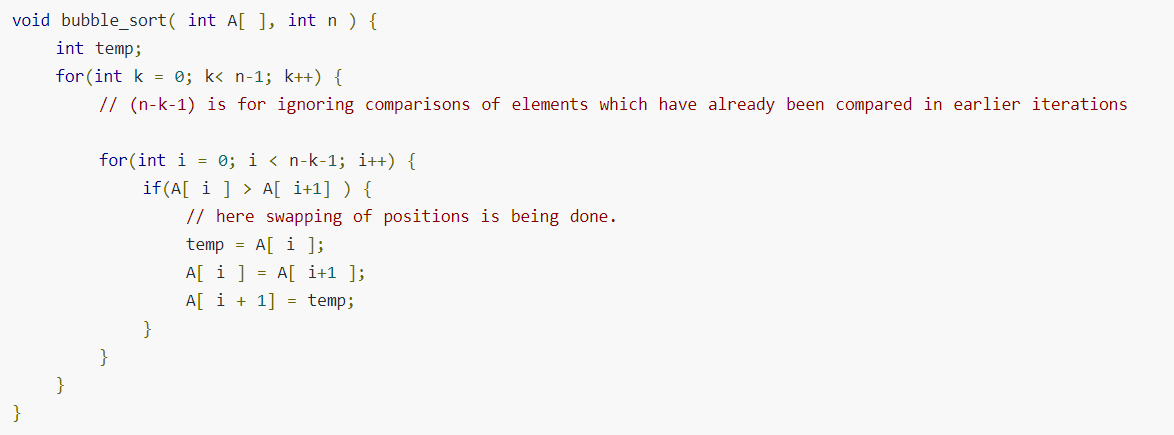 void bubble_sort( int A[ ], int n ) {
    int temp;
    for(int k = 0; k< n-1; k++) {
        // (n-k-1) is for ignoring comparisons of elements which have already been compared in earlier iterations

        for(int i = 0; i < n-k-1; i++) {
            if(A[ i ] > A[ i+1] ) {
                // here swapping of positions is being done.
                temp = A[ i ];
                A[ i ] = A[ i+1 ];
                A[ i + 1] = temp;
            }
        }
    }
}